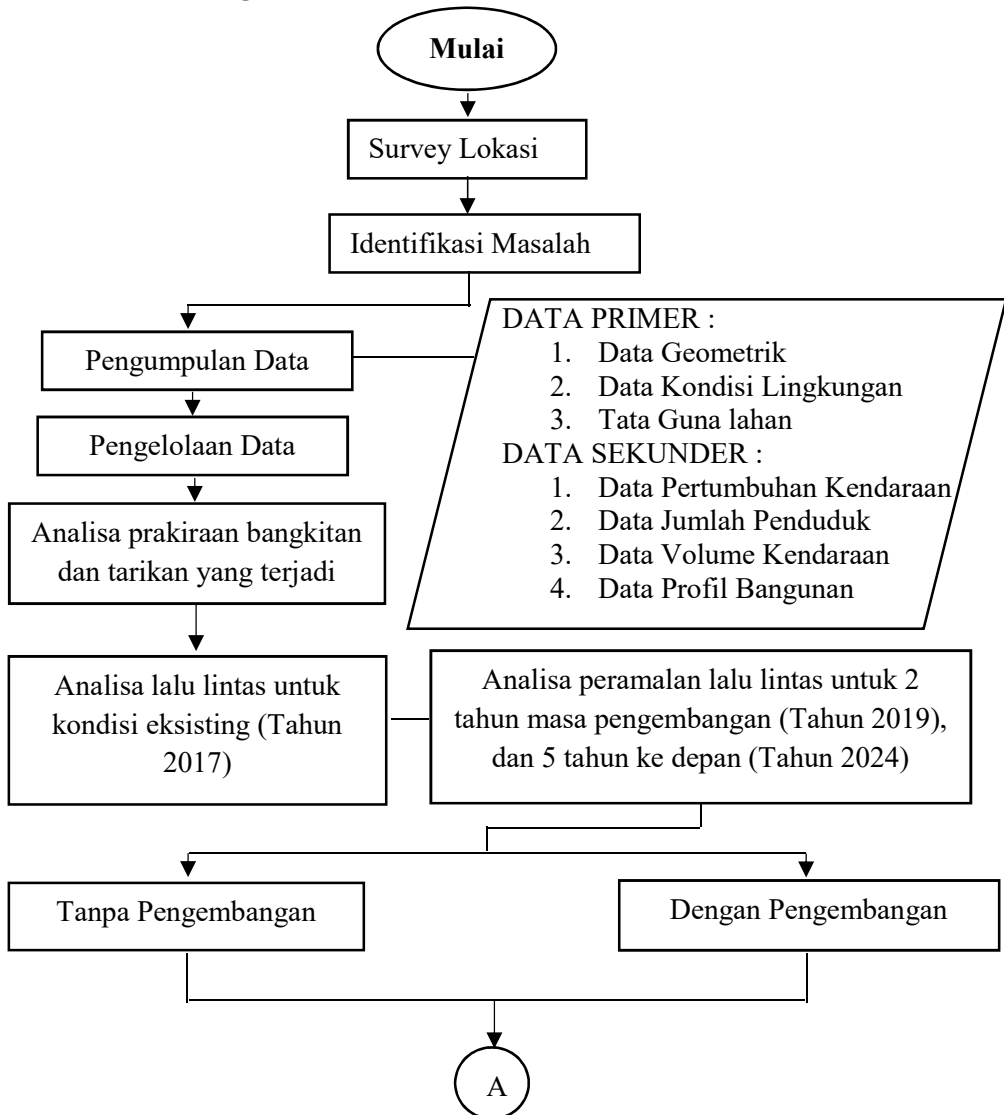 Mulai
Survey Lokasi
Identifikasi Masalah
Pengumpulan Data
DATA PRIMER :
1. Data Geometrik
2. Data Kondisi Lingkungan
3. Tata Guna lahan
DATA SEKUNDER :
1. Data Pertumbuhan Kendaraan
2. Data Jumlah Penduduk
3. Data Volume Kendaraan
4. Data Profil Bangunan
Pengelolaan Data
Analisa prakiraan bangkitan
dan tarikan yang terjadi
Analisa lalu lintas untuk
kondisi eksisting (Tahun
2017)
Analisa peramalan lalu lintas untuk 2
tahun masa pengembangan (Tahun 2019),
dan 5 tahun ke depan (Tahun 2024)
Tanpa Pengembangan
Dengan Pengembangan
A